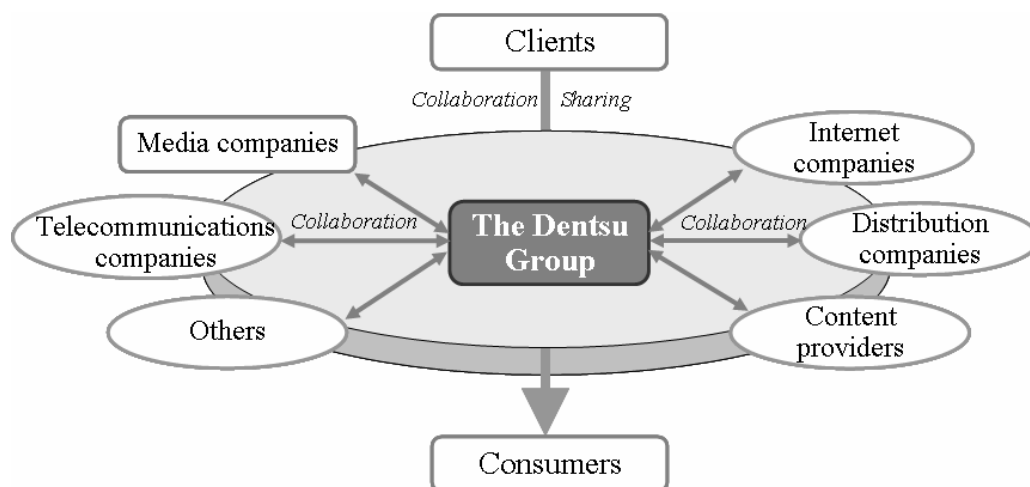 Clients
Collaboration Sharing
Media companies
Internet
companies
Telecommunications
companies
Collaboration
The Dentsu
Group
Collaboration
Distribution
companies
Others
Content
providers
Consumers